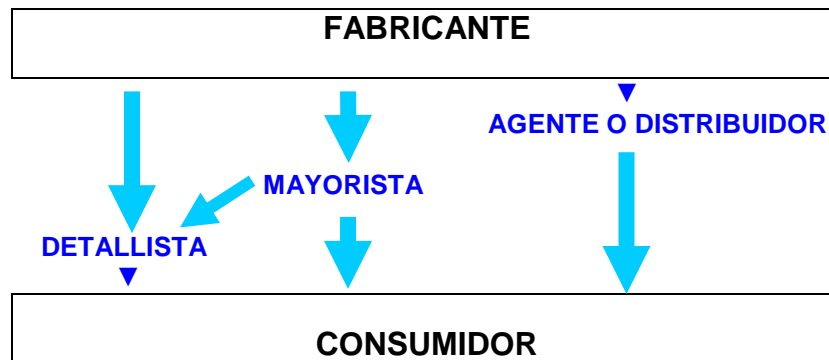 FABRICANTE
AGENTE O DISTRIBUIDOR
MAYORISTA
DETALLISTA
CONSUMIDOR